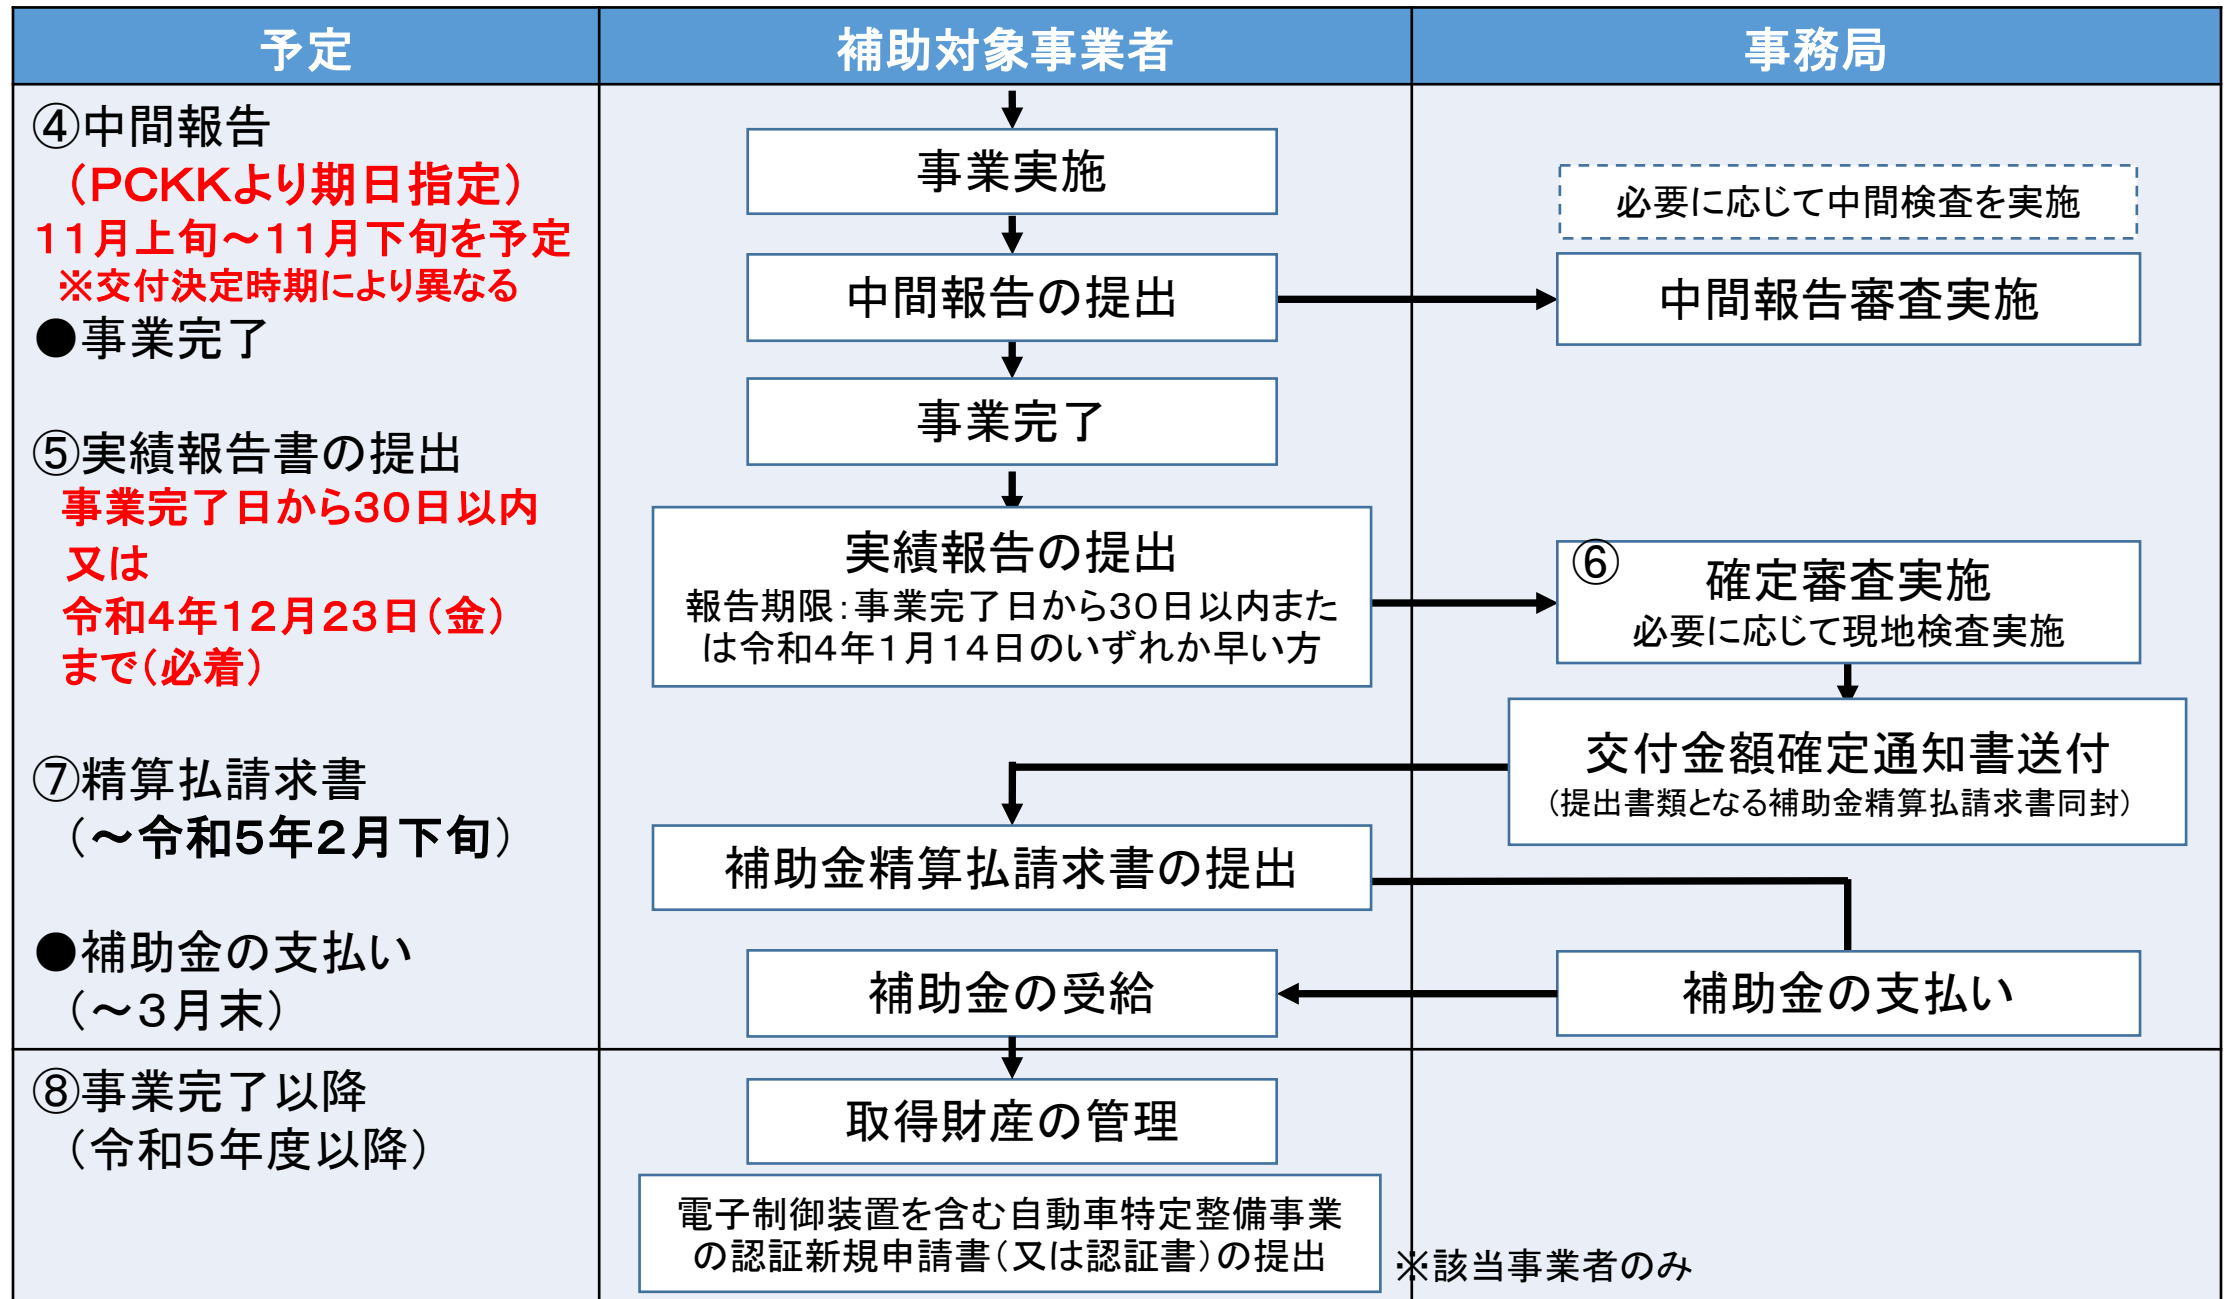 予定
補助対象事業者
事務局
④中間報告
（PCKKより期日指定）
11月上旬～11月下旬を予定
※交付決定時期により異なる
●事業完了
⑤実績報告書の提出
事業完了日から30日以内
又は
令和4年12月23日（金）
まで（必着）
⑦精算払請求書
（～令和5年2月下旬）
●補助金の支払い
（～3月末）
事業実施
中間報告の提出
事業完了
実績報告の提出
報告期限：事業完了日から30日以内また
は令和4年1月14日のいずれか早い方
補助金精算払請求書の提出
補助金の受給
必要に応じて中間検査を実施
中間報告審査実施
⑥
確定審査実施
必要に応じて現地検査実施
交付金額確定通知書送付
（提出書類となる補助金精算払請求書同封）
補助金の支払い
⑧事業完了以降
（令和5年度以降）
取得財産の管理
電子制御装置を含む自動車特定整備事業
の認証新規申請書（又は認証書）の提出
※該当事業者のみ